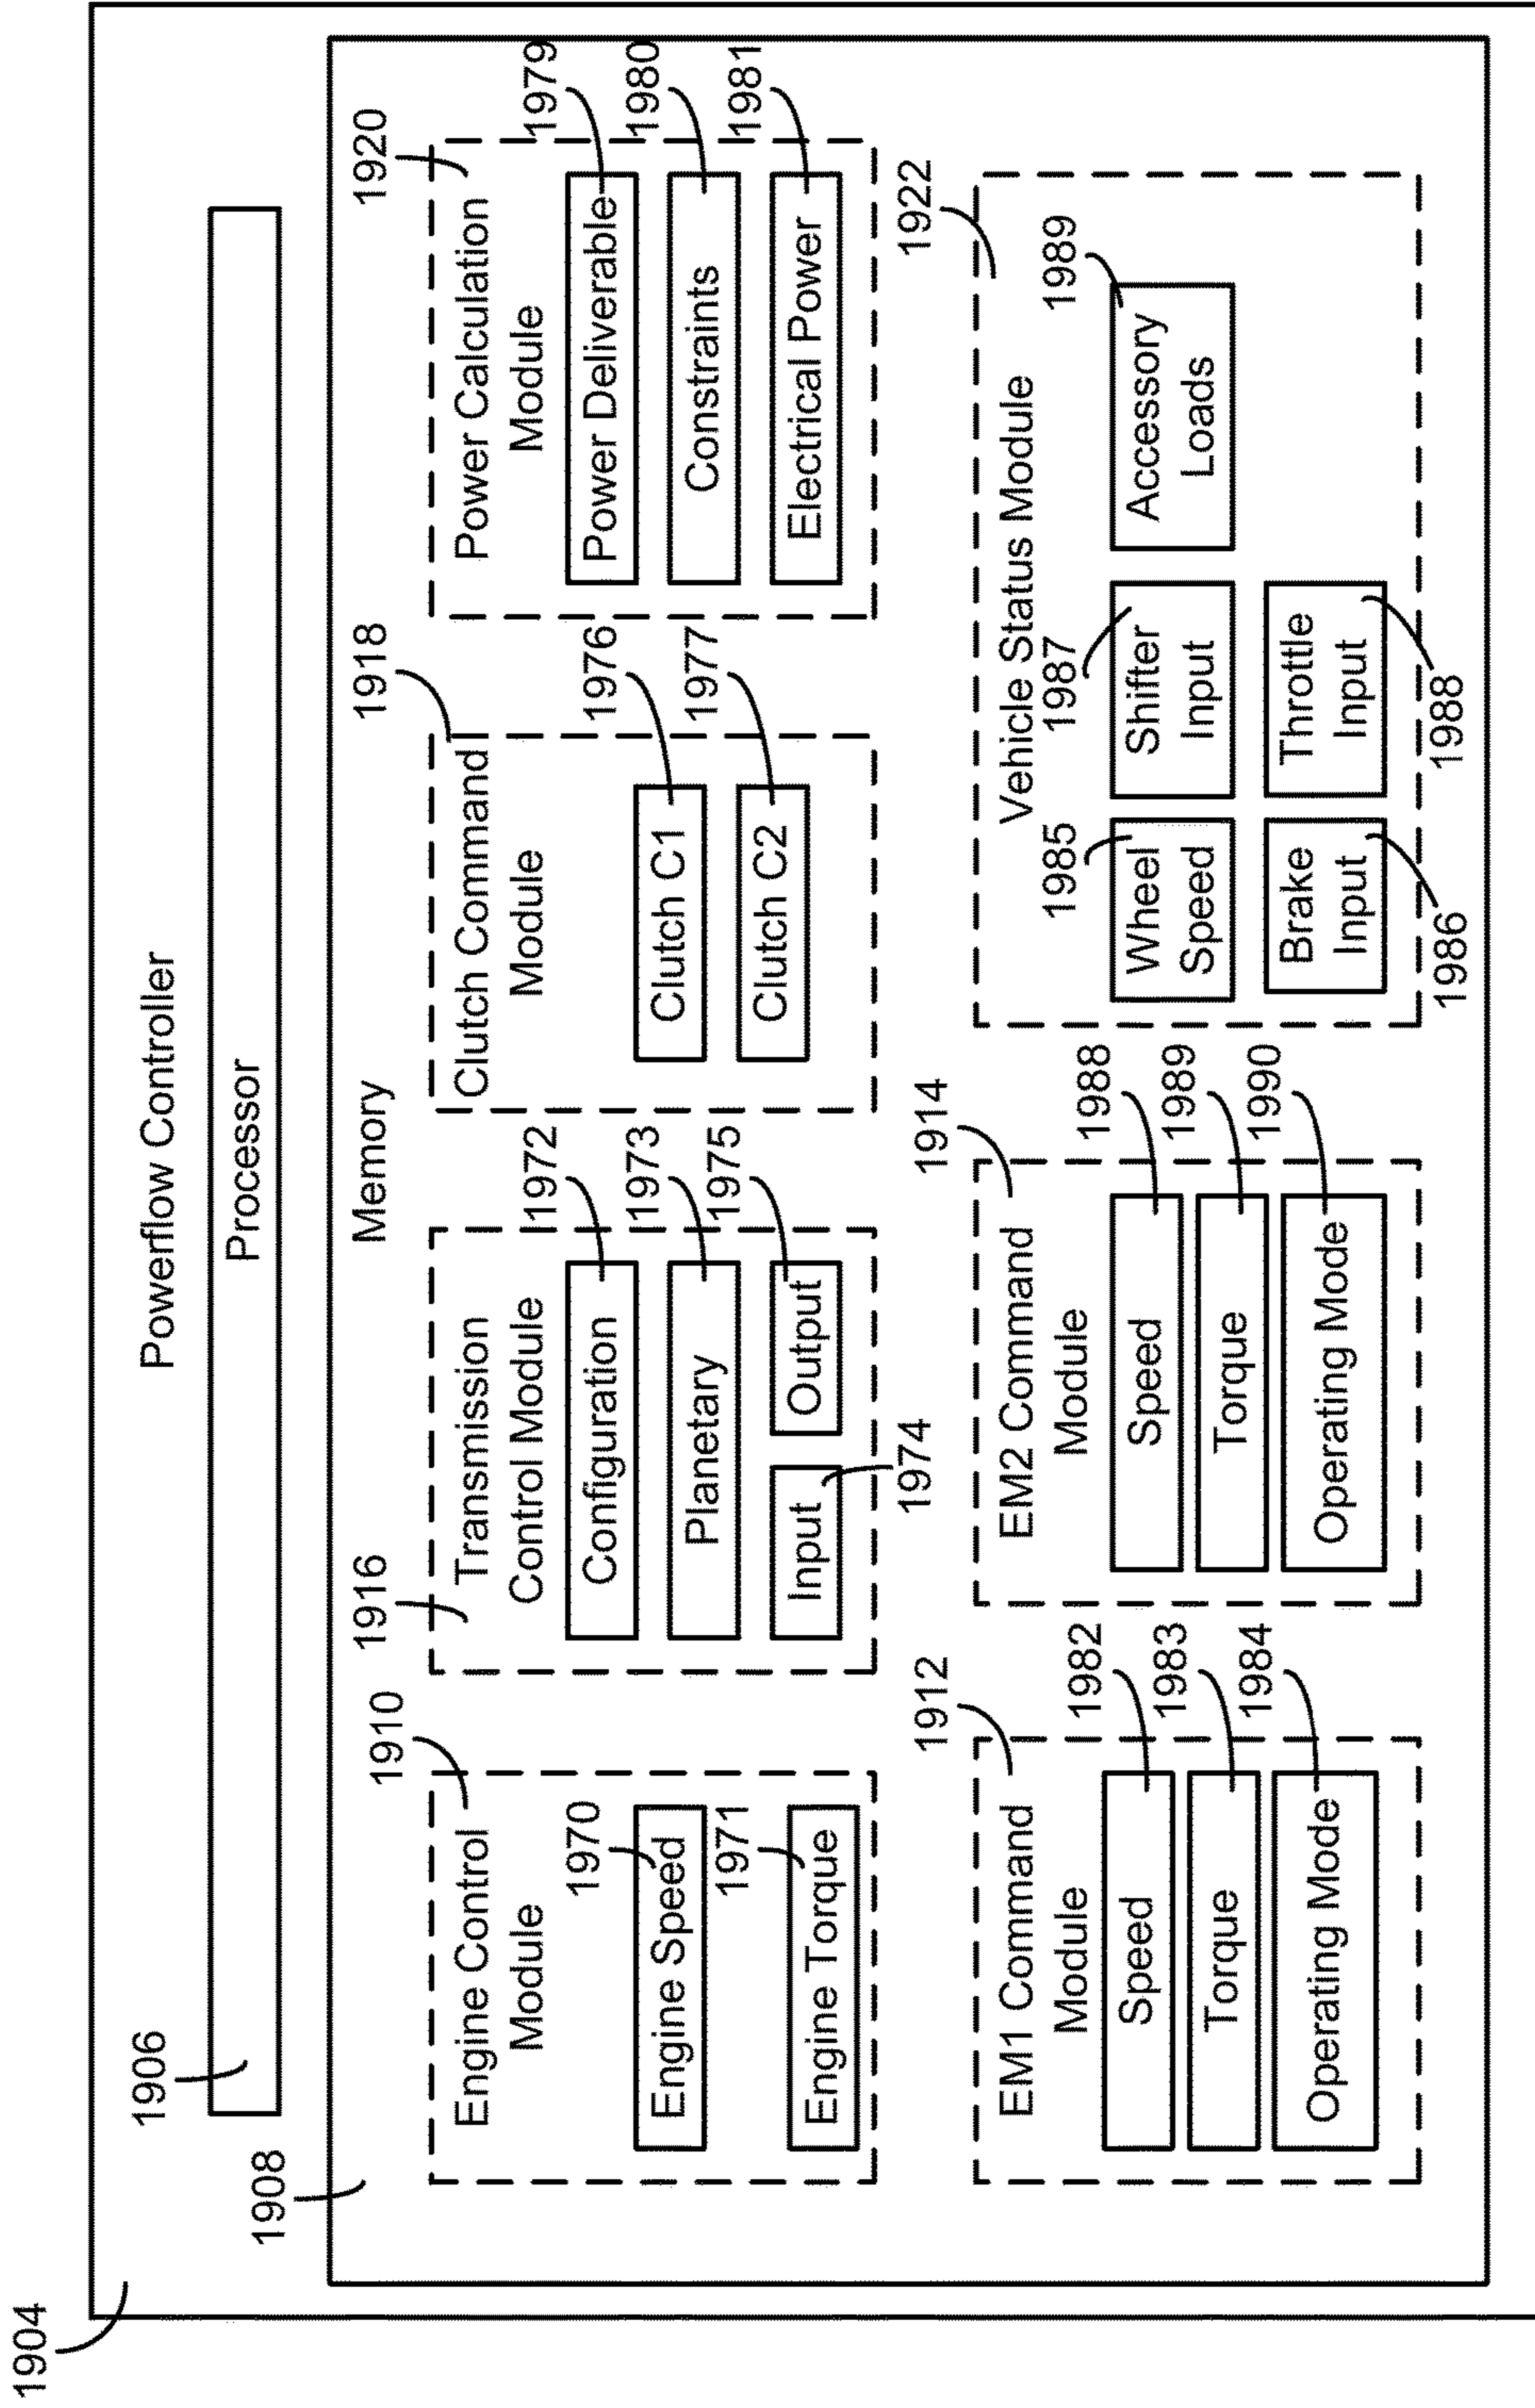 1904
Powerflow Controller
1906
Processor
1908
Memory
1910
Engine Control
Module
1970
Engine Speed
1971
Engine Torque
1916
Transmission
Control Module
1972
Configuration
1973
Planetary
1975
Input
Output
1974
1918
Clutch Command
Module
1976
Clutch C1
1977
Clutch C2
1920
Power Calculation
Module
1979
Power Deliverable
1980
Constraints
1981
Electrical Power
1912
EM1 Command
Module
1982
Speed
1983
Torque
1984
Operating Mode
1914
EM2 Command
Module
1988
Speed
1989
Torque
1990
Operating Mode
1922
Vehicle Status Module
1985
Wheel
Speed
1987
Shifter
Input
1989
Accessory
Loads
Brake
Input
1986
Throttle
Input
1988